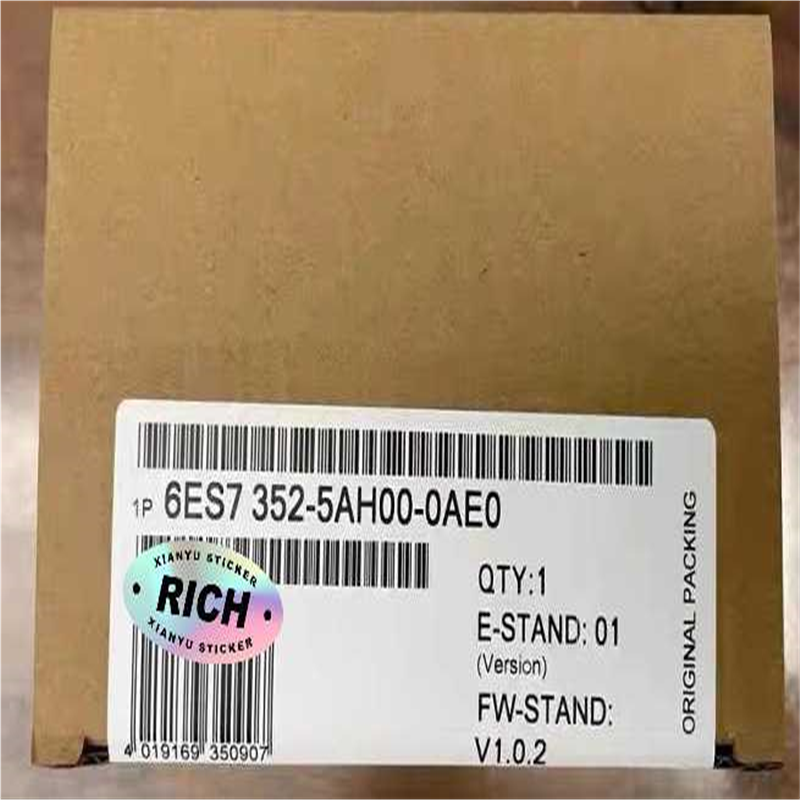 1P 6ES7 352-5AH00-0AE0
XIANYU STICKER
RICH
XIANYU STICKER
QTY:1
E-STAND: 01
(Version)
FW-STAND:
V1.0.2
4 019169 350907
ORIGINAL PACKING